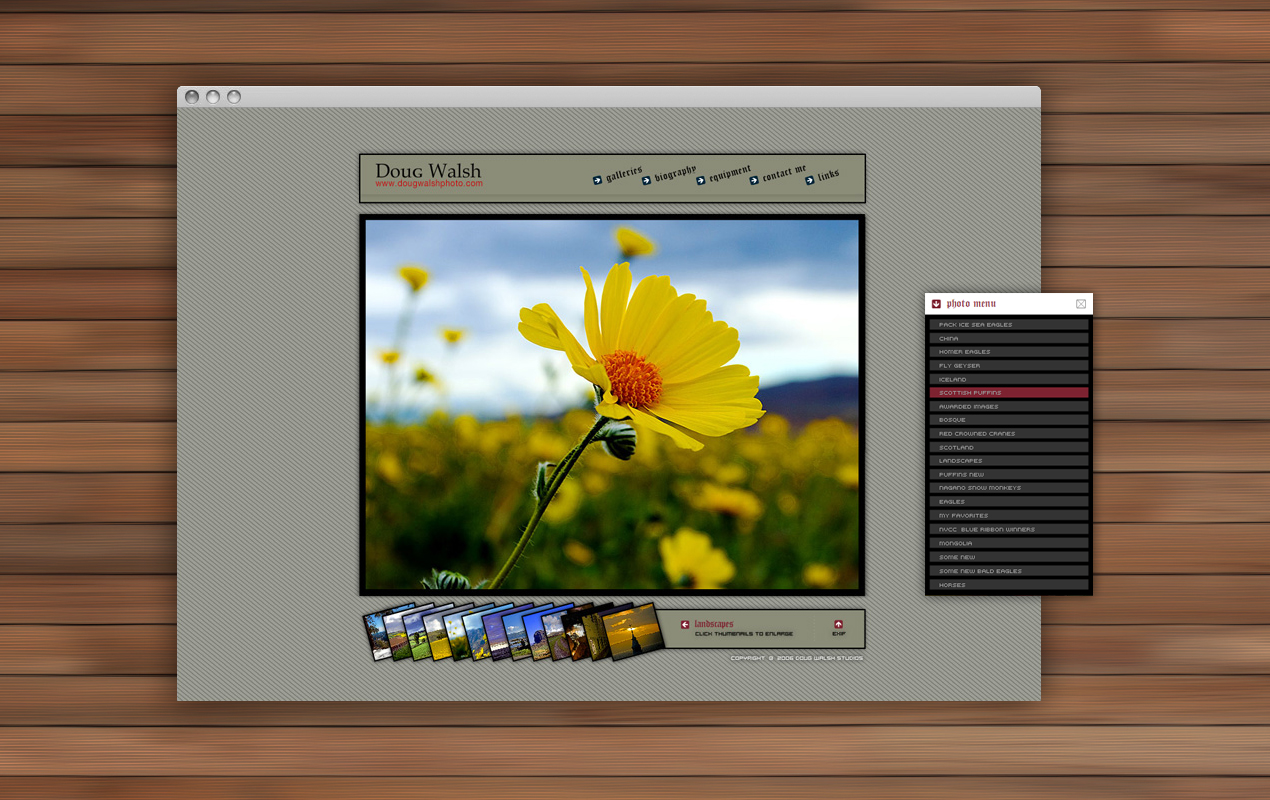 Doug Walsh
www.dougwalshphoto.com
galleries
biography
equipment
contact me
links
photo menu
PACK ICE SEA EAGLES
CHINA
HOMER EAGLES
FLY GEYSER
ICELAND
SCOTTISH PUFFINS
AWARDED IMAGES
BOSQUE
RED CROWNED CRANES
SCOTLAND
LANDSCAPES
PUFFINS NEW
NAGANO SNOW MONKEYS
EAGLES
MY FAVORITES
NVCC BLUE RIBBON WINNERS
MONGOLIA
SOME NEW
SOME NEW BALD EAGLES
HORSES
landscapes
CLICK THUMBNAILS TO ENLARGE
EXIF
COPYRIGHT © 2006 DOUG WALSH STUDIOS